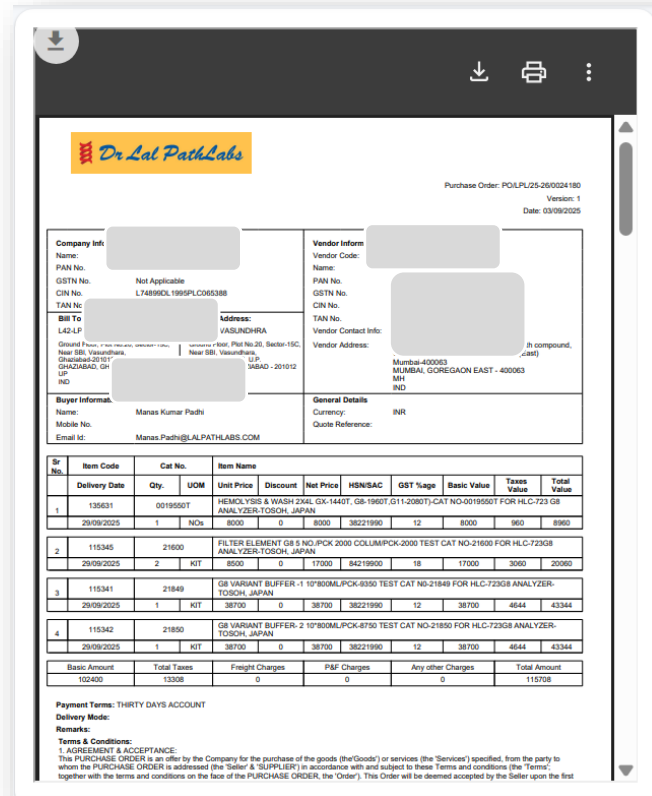 Dr Lal PathLabs
Purchase Order: PO/LPL/25-26/0024180
Version: 1
Date: 03/09/2025
Company Inf
Name:
PAN No.
GSTN No. Not Applicable
CIN No. L74899DL1995PLC065388
TAN No
Bill To Address:
L42-LP VASUNDHRA
Ground Floor, Plot No.20, Sector-15C, Ground Floor, Plot No.20, Sector-15C,
Near SBI, Vasundhara, Near SBI, Vasundhara,
Ghaziabad-20101 U.P.
GHAZIABAD, GH ABAD - 201012
UP
IND
Vendor Inform
Vendor Code:
Name:
PAN No.
GSTN No.
CIN No.
TAN No.
Vendor Contact Info:
Vendor Address: th compound,
East)
Mumbai-400063
MUMBAI, GOREGAON EAST - 400063
MH
IND
Buyer Informat
Name: Manas Kumar Padhi
Mobile No.
Email Id: Manas.Padhi@LALPATHLABS.COM
General Details
Currency: INR
Quote Reference:
Sr No. Item Code Cat No. Item Name
Delivery Date Qty. UOM Unit Price Discount Net Price HSN/SAC GST %age Basic Value Taxes Value Total Value
1 135631 0019550T HEMOLYSIS & WASH 2X4L GX-1440T, G8-1960T,G11-2080T)-CAT NO-0019550T FOR HLC-723 G8
ANALYZER-TOSOH, JAPAN
29/09/2025 1 NOs 8000 0 8000 38221990 12 8000 960 8960
2 115345 21600 FILTER ELEMENT G8 5 NO./PCK 2000 COLUM/PCK-2000 TEST CAT NO-21600 FOR HLC-723G8
ANALYZER-TOSOH, JAPAN
29/09/2025 2 KIT 8500 0 17000 84219900 18 17000 3060 20060
3 115341 21849 G8 VARIANT BUFFER -1 10*800ML/PCK-9350 TEST CAT N0-21849 FOR HLC-723G8 ANALYZER-
TOSOH, JAPAN
29/09/2025 1 KIT 38700 0 38700 38221990 12 38700 4644 43344
4 115342 21850 G8 VARIANT BUFFER- 2 10*800ML/PCK-8750 TEST CAT NO-21850 FOR HLC-723G8 ANALYZER-
TOSOH, JAPAN
29/09/2025 1 KIT 38700 0 38700 38221990 12 38700 4644 43344
Basic Amount Total Taxes Freight Charges P&F Charges Any other Charges Total Amount
102400 13308 0 0 0 115708
Payment Terms: THIRTY DAYS ACCOUNT
Delivery Mode:
Remarks:
Terms & Conditions:
1. AGREEMENT & ACCEPTANCE:
This PURCHASE ORDER is an offer by the Company for the purchase of the goods (the'Goods') or services (the 'Services') specified, from the party to
whom the PURCHASE ORDER is addressed (the 'Seller' & 'SUPPLIER') in accordance with and subject to these Terms and conditions (the 'Terms';
together with the terms and conditions on the face of the PURCHASE ORDER, the 'Order'). This Order will be deemed accepted by the Seller upon the first